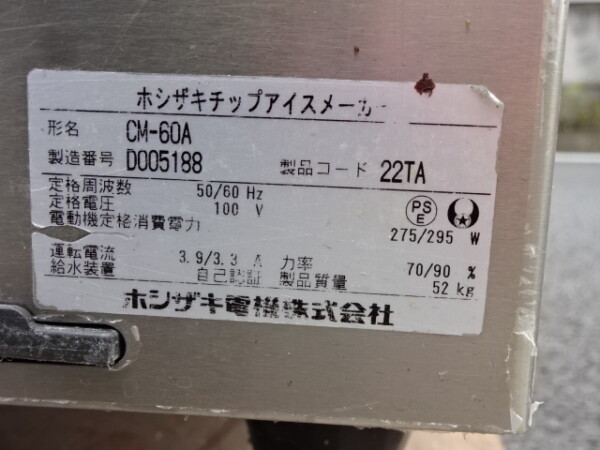 ホシザキチップアイスメーカー
形名 CM-60A
製造番号 D005188 製品コード 22TA
定格周波数 50/60 Hz
定格電圧 100 V
電動機定格消費電力 275/295 W
PS E
運転電流 3.9/3.3 A 力率 70/90 %
給水装置 自己認証 製品質量 52 kg
ホシザキ電機株式会社